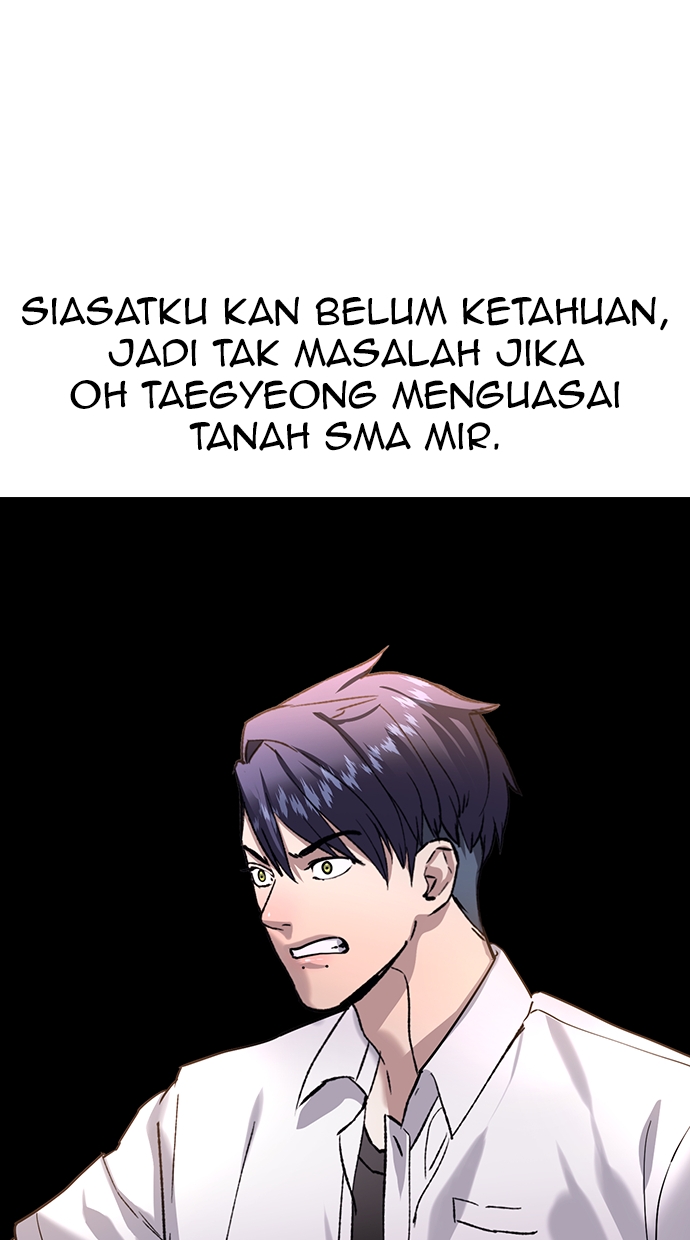 SIASATKU KAN BELUM KETAHUAN,
JADI TAK MASALAH JIKA
OH TAEGYEONG MENGUASAI
TANAH SMA MIR.